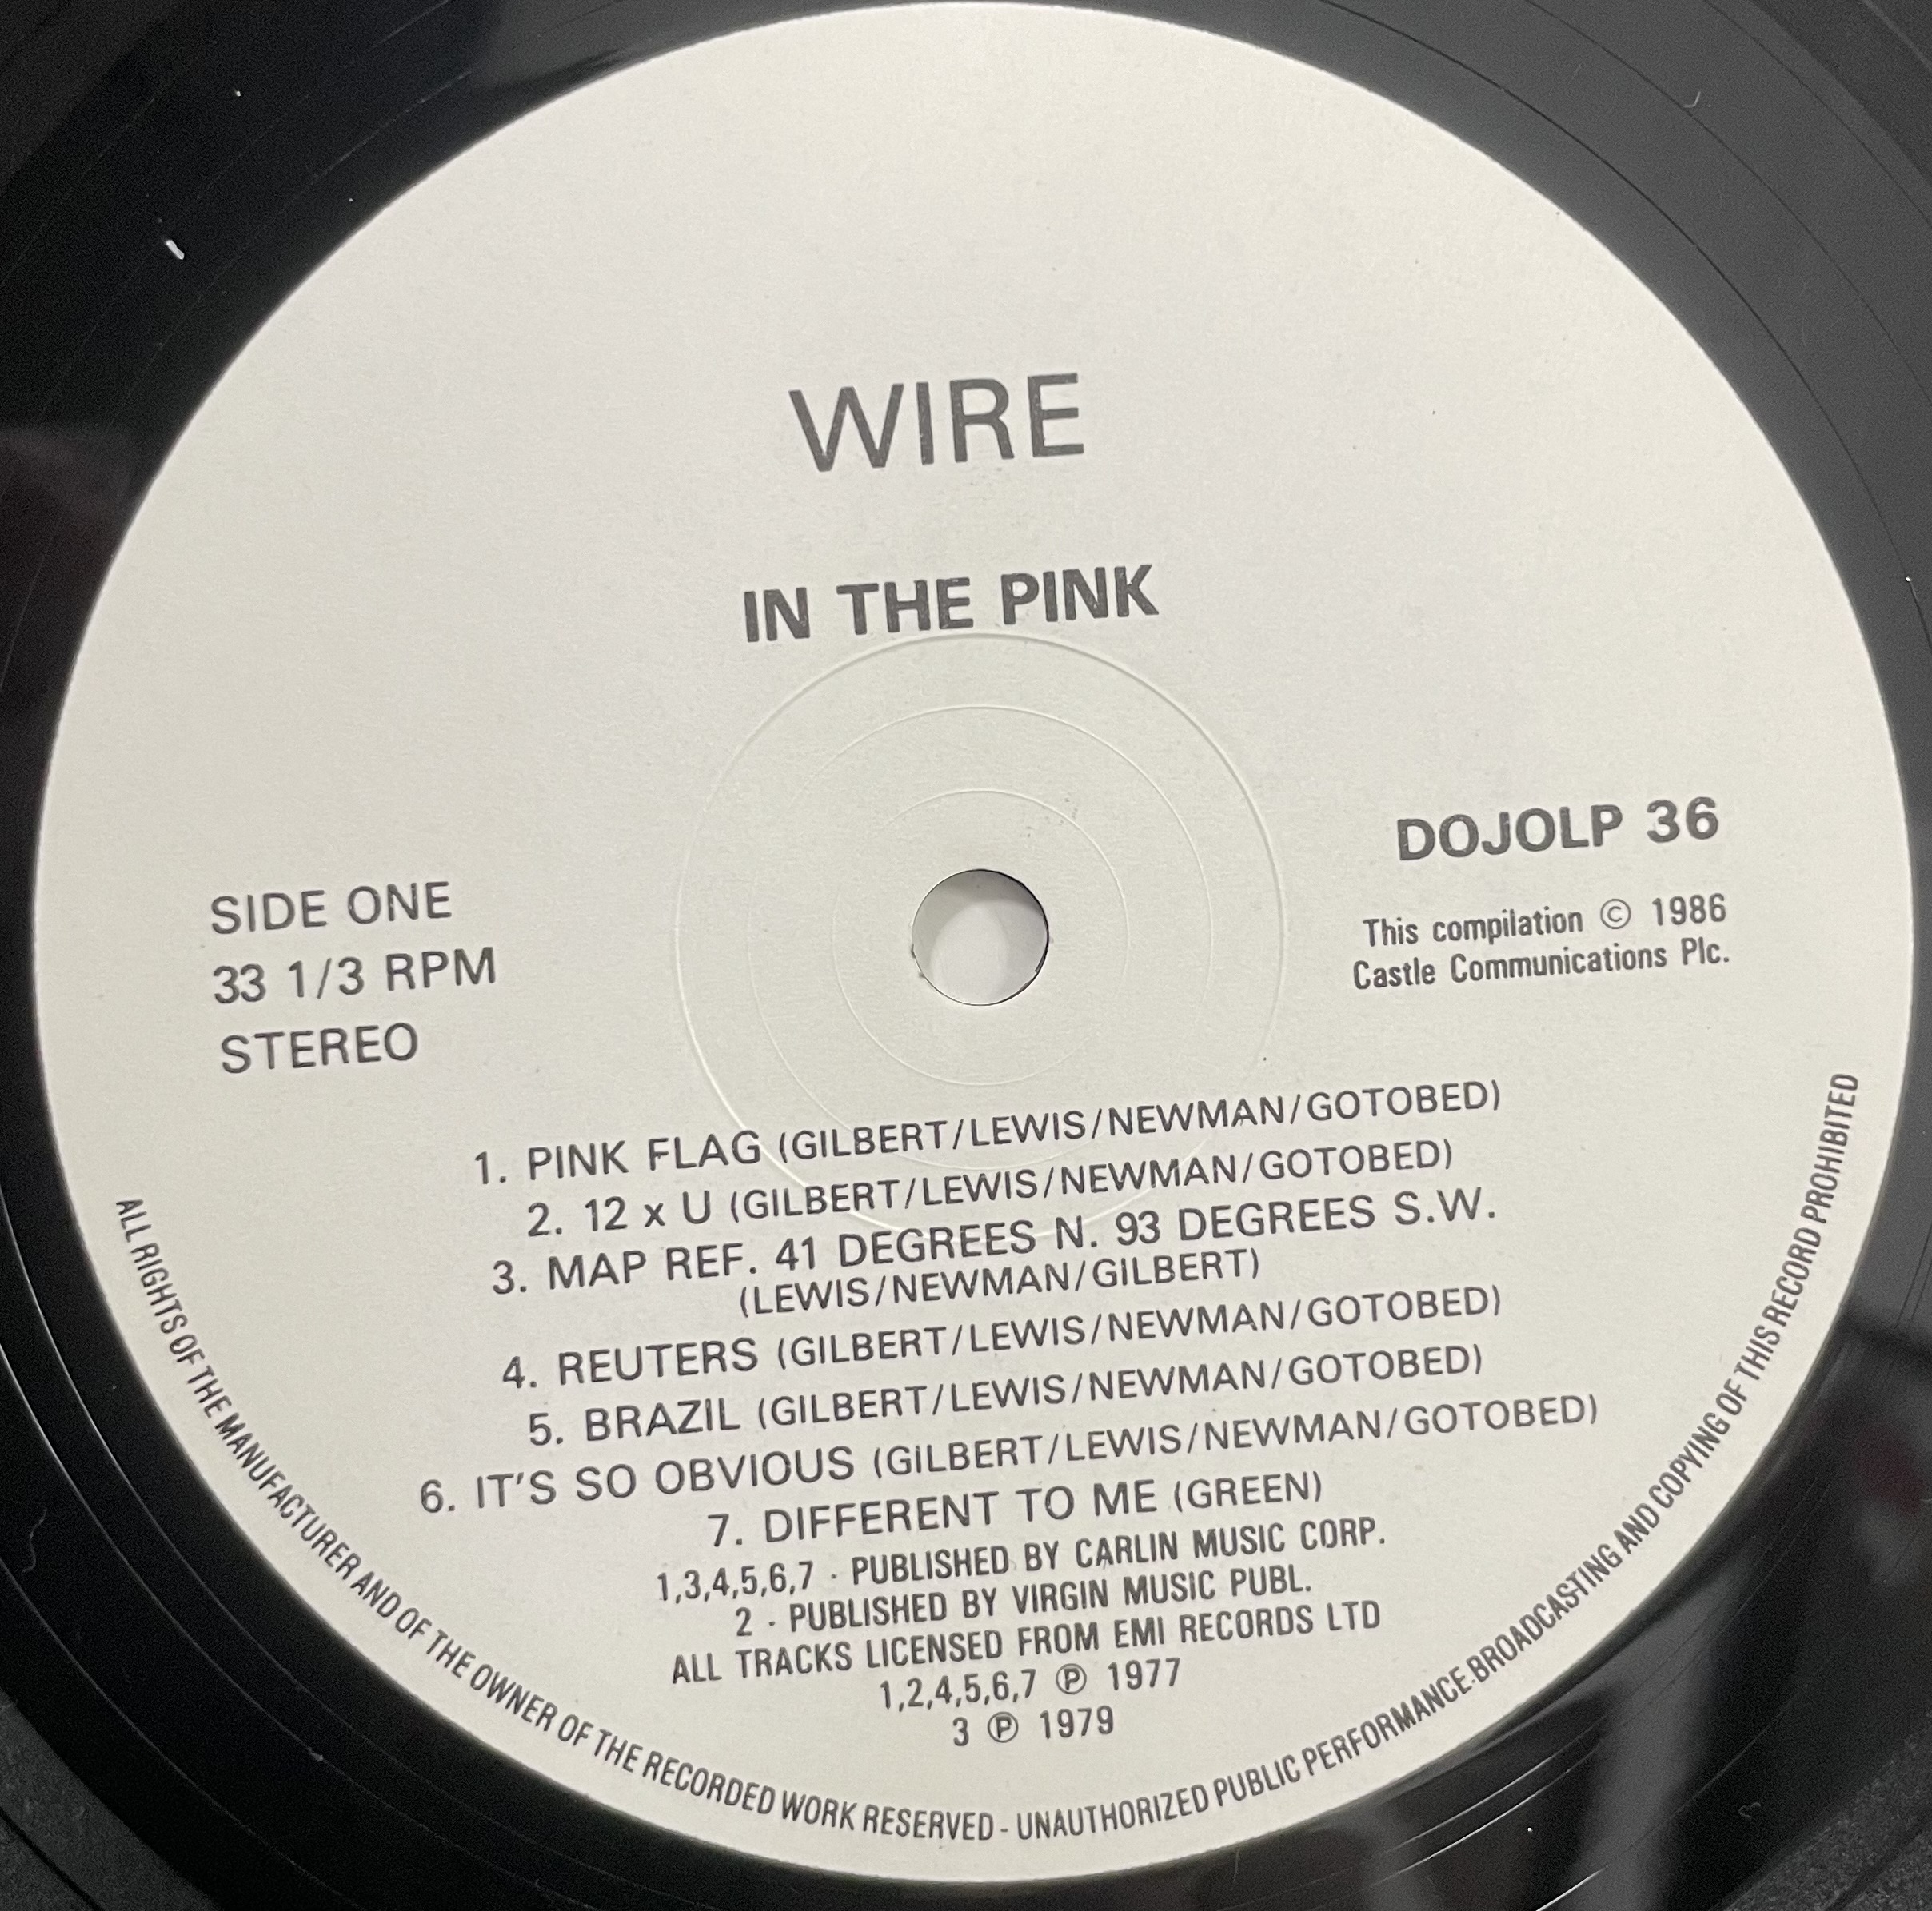 WIRE
IN THE PINK
DOJOLP 36
This compilation © 1986
Castle Communications Plc.
SIDE ONE
33 1/3 RPM
STEREO
1. PINK FLAG (GILBERT/LEWIS/NEWMAN/GOTOBED)
2. 12 x U (GILBERT/LEWIS/NEWMAN/GOTOBED)
3. MAP REF. 41 DEGREES N. 93 DEGREES S.W.
(LEWIS/NEWMAN/GILBERT)
4. REUTERS (GILBERT/LEWIS/NEWMAN/GOTOBED)
5. BRAZIL (GILBERT/LEWIS/NEWMAN/GOTOBED)
6. IT'S SO OBVIOUS (GILBERT/LEWIS/NEWMAN/GOTOBED)
7. DIFFERENT TO ME (GREEN)
1,3,4,5,6,7 · PUBLISHED BY CARLIN MUSIC CORP.
2 · PUBLISHED BY VIRGIN MUSIC PUBL.
ALL TRACKS LICENSED FROM EMI RECORDS LTD
1,2,4,5,6,7 ℗ 1977
3 ℗ 1979
ALL RIGHTS OF THE MANUFACTURER AND OF THE OWNER OF THE RECORDED WORK RESERVED - UNAUTHORIZED PUBLIC PERFORMANCE.BROADCASTING AND COPYING OF THIS RECORD PROHIBITED